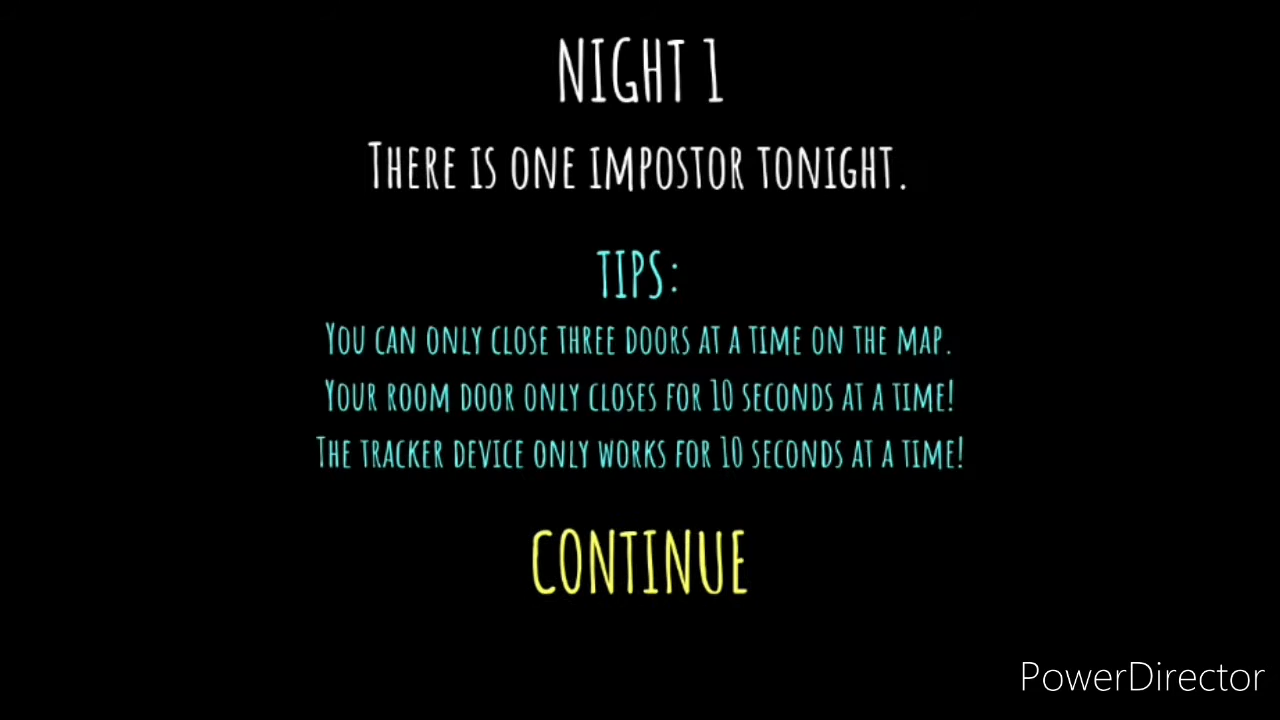 NIGHT 1
THERE IS ONE IMPOSTOR TONIGHT.
TIPS:
YOU CAN ONLY CLOSE THREE DOORS AT A TIME ON THE MAP.
YOUR ROOM DOOR ONLY CLOSES FOR 10 SECONDS AT A TIME!
THE TRACKER DEVICE ONLY WORKS FOR 10 SECONDS AT A TIME!
CONTINUE
PowerDirector